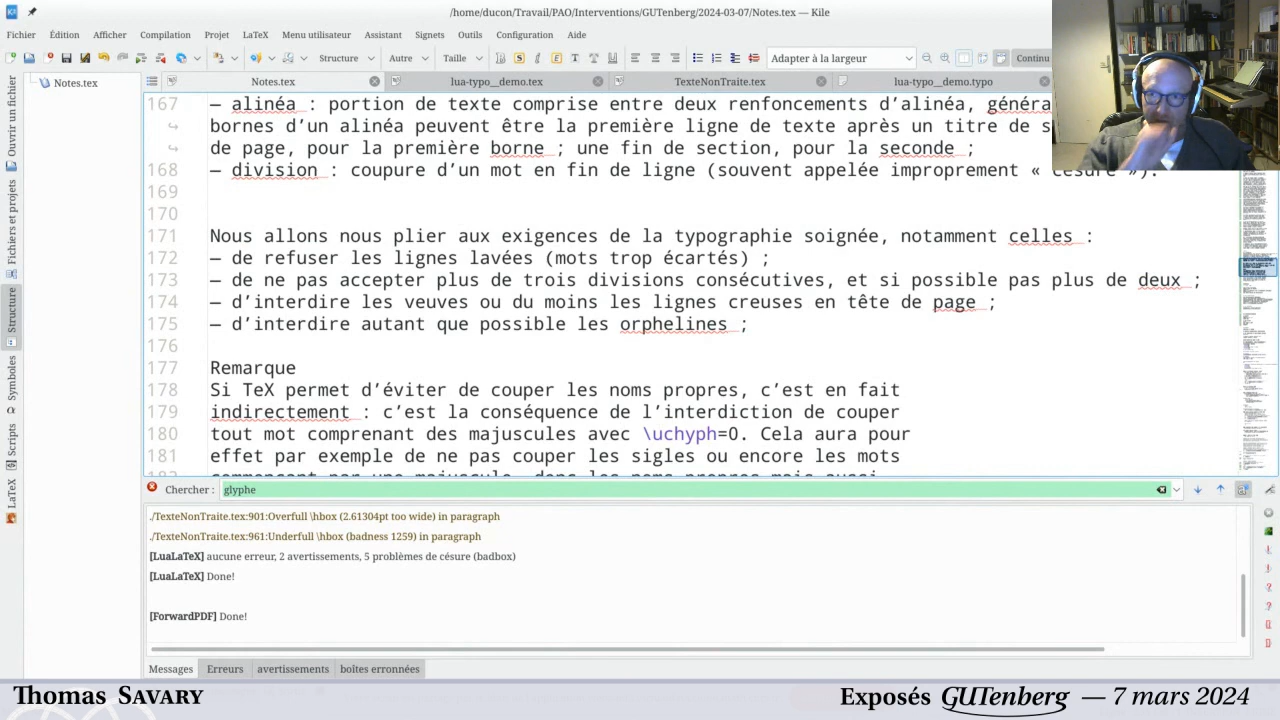 /home/ducon/Travail/PAO/Interventions/GUTenberg/2024-03-07/Notes.tex — Kile
Fichier Édition Afficher Compilation Projet LaTeX Menu utilisateur Assistant Signets Outils Configuration Aide
Structure Autre Taille Adapter à la largeur Continu
Notes.tex
Notes.tex lua-typo_demo.tex TexteNonTraite.tex lua-typo_demo.typo
Ouvrir un fichier
167 – alinéa : portion de texte comprise entre deux renfoncements d’alinéa, généra
bornes d’un alinéa peuvent être la première ligne de texte après un titre de s
de page, pour la première borne ; une fin de section, pour la seconde ;
168 – division : coupure d’un mot en fin de ligne (souvent appelée improprement « césure »).
169
170
171 Nous allons nous plier aux exigences de la typographie soignée, notamment celles :
172 – de refuser les lignes lavées (mots trop écartés) ;
173 – de ne pas accepter plus de trois divisions consécutives et si possible pas plus de deux ;
174 – d’interdire les veuves ou du moins les lignes creuses en tête de page ;
175 – d’interdire autant que possible les
176
177
178 Si TeX permet de ne pas couper les noms propres, c’est en fait
179 indirectement : c’est la conséquence de l’interdiction de couper
180 tout mot comprenant des majuscules avec \uchyph=0. Cela aura pour
181 effet par exemple de ne pas couper les sigles ou encore les mots
Chercher : glyphe
./TexteNonTraite.tex:901:Overfull \hbox (2.61304pt too wide) in paragraph
./TexteNonTraite.tex:961:Underfull \hbox (badness 1259) in paragraph
[LuaLaTeX] aucune erreur, 2 avertissements, 5 problèmes de césure (badbox)
[LuaLaTeX] Done!
[ForwardPDF] Done!
Messages Erreurs avertissements boîtes erronnées
Thomas SAVARY
Exposés GUTenberg — 7 mars 2024